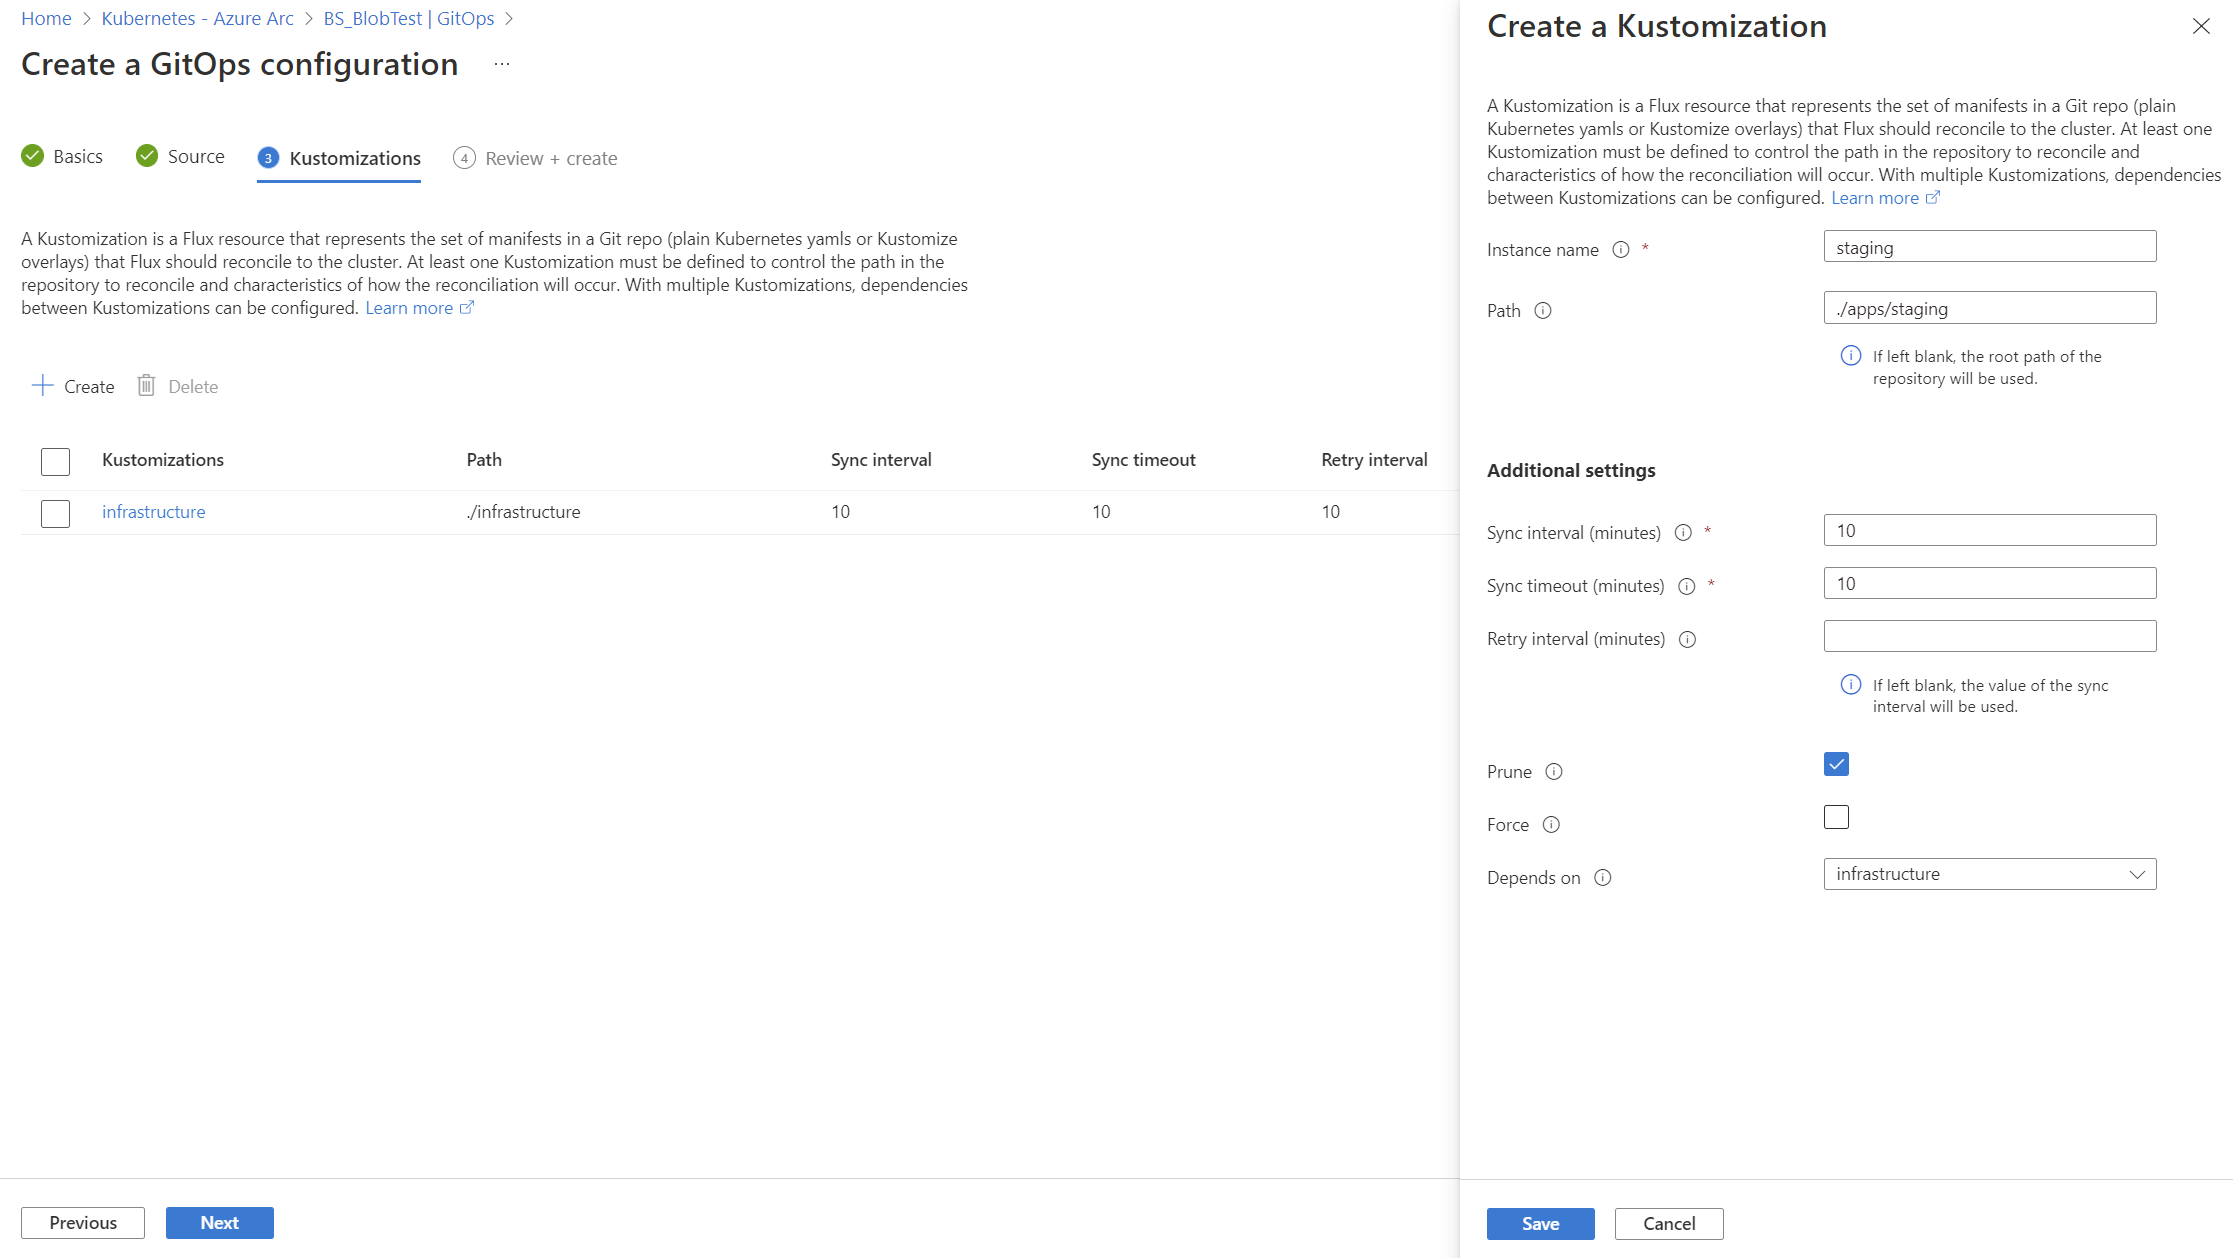 Home > Kubernetes - Azure Arc > BS_BlobTest | GitOps >
Create a GitOps configuration ...
Basics
Source
3 Kustomizations
4 Review + create
A Kustomization is a Flux resource that represents the set of manifests in a Git repo (plain Kubernetes yamls or Kustomize
overlays) that Flux should reconcile to the cluster. At least one Kustomization must be defined to control the path in the
repository to reconcile and characteristics of how the reconciliation will occur. With multiple Kustomizations, dependencies
between Kustomizations can be configured. Learn more
Create
Delete
Kustomizations Path Sync interval Sync timeout Retry interval
infrastructure ./infrastructure 10 10 10
Previous
Next
Create a Kustomization
A Kustomization is a Flux resource that represents the set of manifests in a Git repo (plain
Kubernetes yamls or Kustomize overlays) that Flux should reconcile to the cluster. At least one
Kustomization must be defined to control the path in the repository to reconcile and
characteristics of how the reconciliation will occur. With multiple Kustomizations, dependencies
between Kustomizations can be configured. Learn more
Instance name * staging
Path ./apps/staging
If left blank, the root path of the
repository will be used.
Additional settings
Sync interval (minutes) * 10
Sync timeout (minutes) * 10
Retry interval (minutes)
If left blank, the value of the sync
interval will be used.
Prune
Force
Depends on infrastructure
Save
Cancel